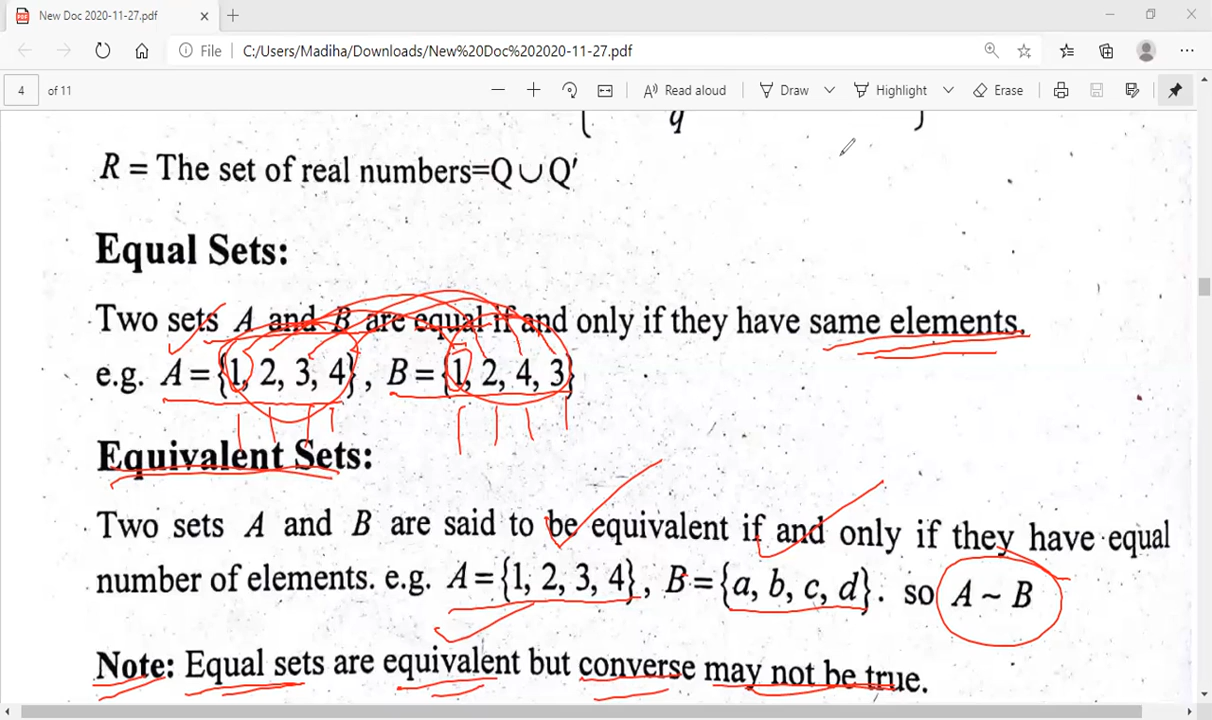 New Doc 2020-11-27.pdf
File C:/Users/Madiha/Downloads/New%20Doc%202020-11-27.pdf
4 of 11 Read aloud Draw Highlight Erase
q
R = The set of real numbers=Q∪Q′
Equal Sets:
Two sets A and B are equal if and only if they have same elements.
e.g. A = {1, 2, 3, 4}, B = {1, 2, 4, 3}
Equivalent Sets:
Two sets A and B are said to be equivalent if and only if they have equal
number of elements. e.g. A = {1, 2, 3, 4}, B = {a, b, c, d}. so A ~ B
Note: Equal sets are equivalent but converse may not be true.